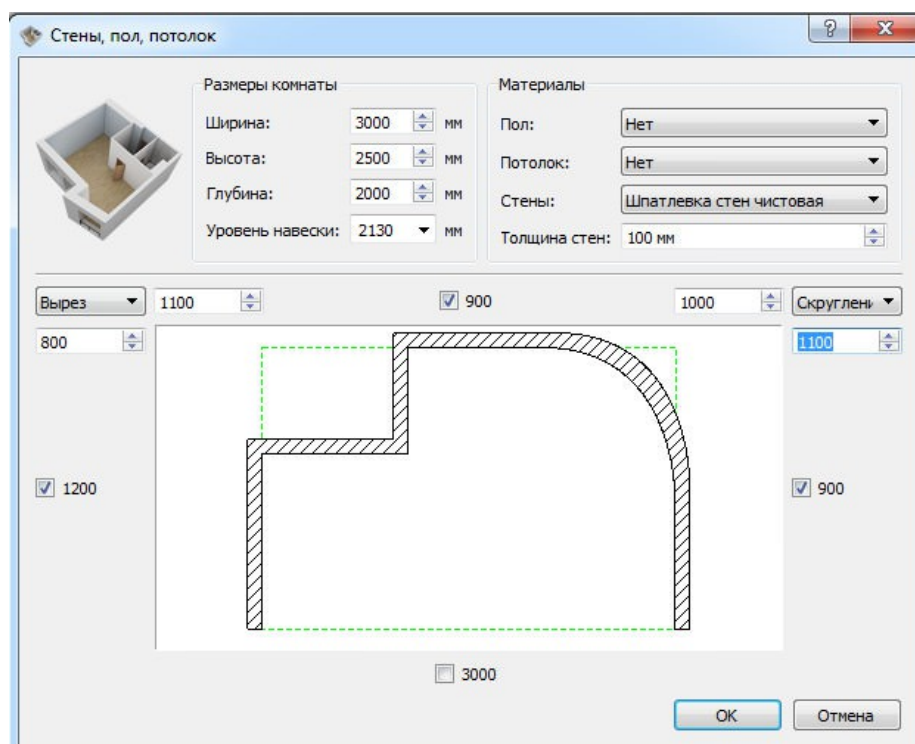 Стены, пол, потолок
Размеры комнаты
Ширина: 3000 мм
Высота: 2500 мм
Глубина: 2000 мм
Уровень навески: 2130 мм
Материалы
Пол: Нет
Потолок: Нет
Стены: Шпатлевка стен чистовая
Толщина стен: 100 мм
Вырез 1100 900 1000 Скруглени
800 1100
1200 900
3000
OK Отмена